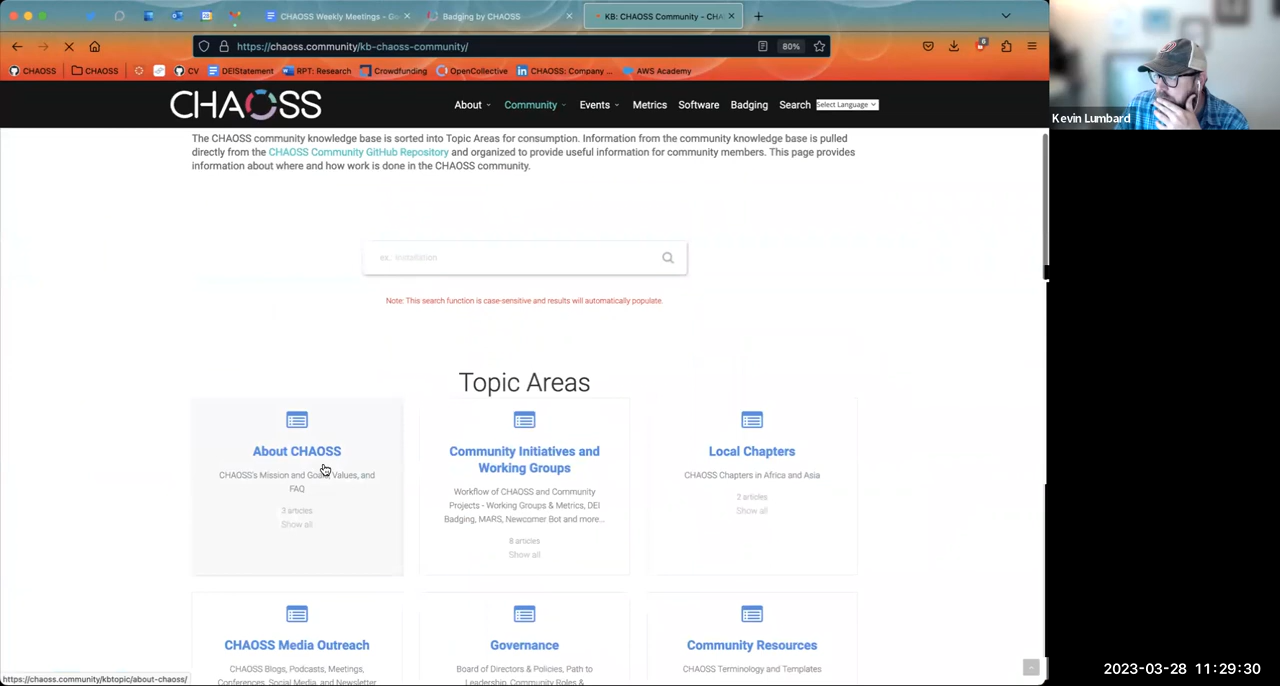 CHAOSS Weekly Meetings - Go
Badging by CHAOSS
KB: CHAOSS Community - CHA
https://chaoss.community/kb-chaoss-community/
80%
6
CHAOSS
CHAOSS
CV
DEIStatement
RPT: Research
Crowdfunding
OpenCollective
CHAOSS: Company ...
AWS Academy
CHAOSS
About
Community
Events
Metrics
Software
Badging
Search
Select Language
Kevin Lumbard
The CHAOSS community knowledge base is sorted into Topic Areas for consumption. Information from the community knowledge base is pulled
directly from the CHAOSS Community GitHub Repository and organized to provide useful information for community members. This page provides
information about where and how work is done in the CHAOSS community.
ex: Installation
Note: This search function is case-sensitive and results will automatically populate.
Topic Areas
About CHAOSS
CHAOSS's Mission and Goals, Values, and
FAQ
3 articles
Show all
Community Initiatives and
Working Groups
Workflow of CHAOSS and Community
Projects - Working Groups & Metrics, DEI
Badging, MARS, Newcomer Bot and more...
8 articles
Show all
Local Chapters
CHAOSS Chapters in Africa and Asia
2 articles
Show all
CHAOSS Media Outreach
CHAOSS Blogs, Podcasts, Meetings,
Conferences, Social Media, and Newsletter
Governance
Board of Directors & Policies, Path to
Leadership, Community Roles &
Community Resources
CHAOSS Terminology and Templates
https://chaoss.community/kbtopic/about-chaoss/
2023-03-28 11:29:30